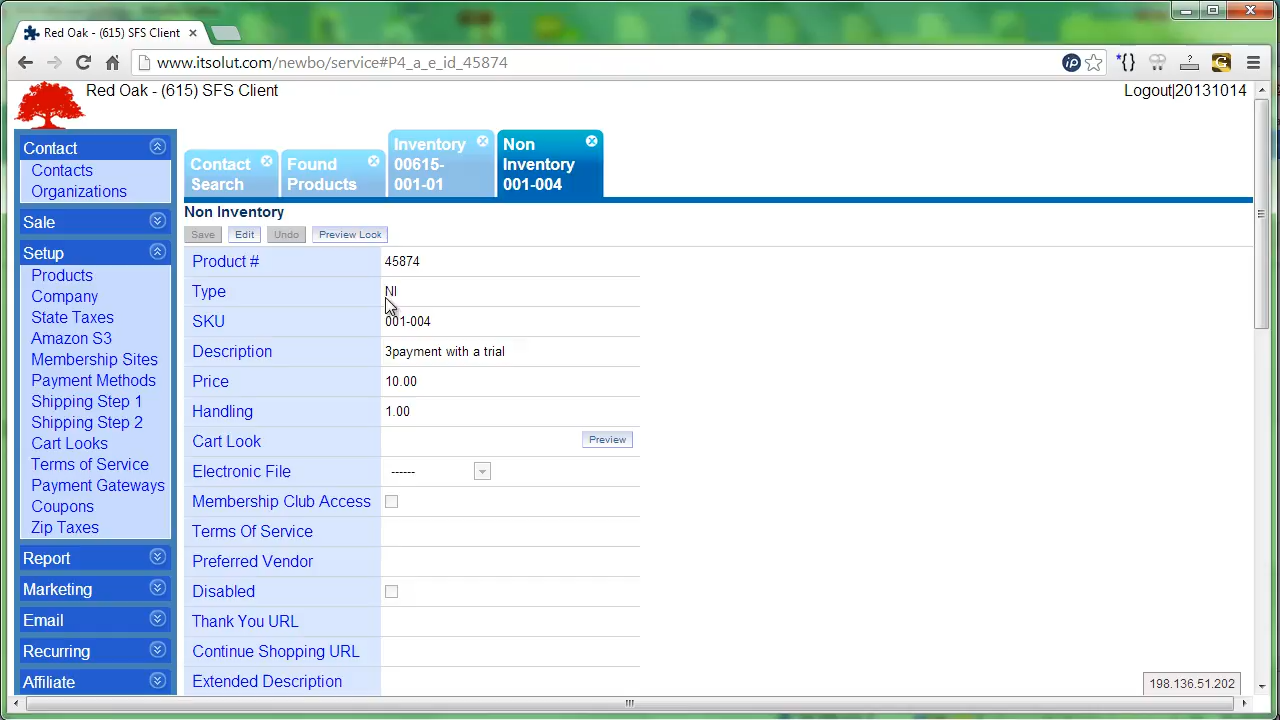 Red Oak - (615) SFS Client
www.itsolut.com/newbo/service#P4_a_e_id_45874
Red Oak - (615) SFS Client
Logout|20131014
Contact
Contacts
Organizations
Sale
Setup
Products
Company
State Taxes
Amazon S3
Membership Sites
Payment Methods
Shipping Step 1
Shipping Step 2
Cart Looks
Terms of Service
Payment Gateways
Coupons
Zip Taxes
Report
Marketing
Email
Recurring
Affiliate
Contact
Search
Found
Products
Inventory
00615-
001-01
Non
Inventory
001-004
Non Inventory
Save Edit Undo Preview Look
Product # 45874
Type NI
SKU 001-004
Description 3payment with a trial
Price 10.00
Handling 1.00
Cart Look Preview
Electronic File ------
Membership Club Access
Terms Of Service
Preferred Vendor
Disabled
Thank You URL
Continue Shopping URL
Extended Description
198.136.51.202